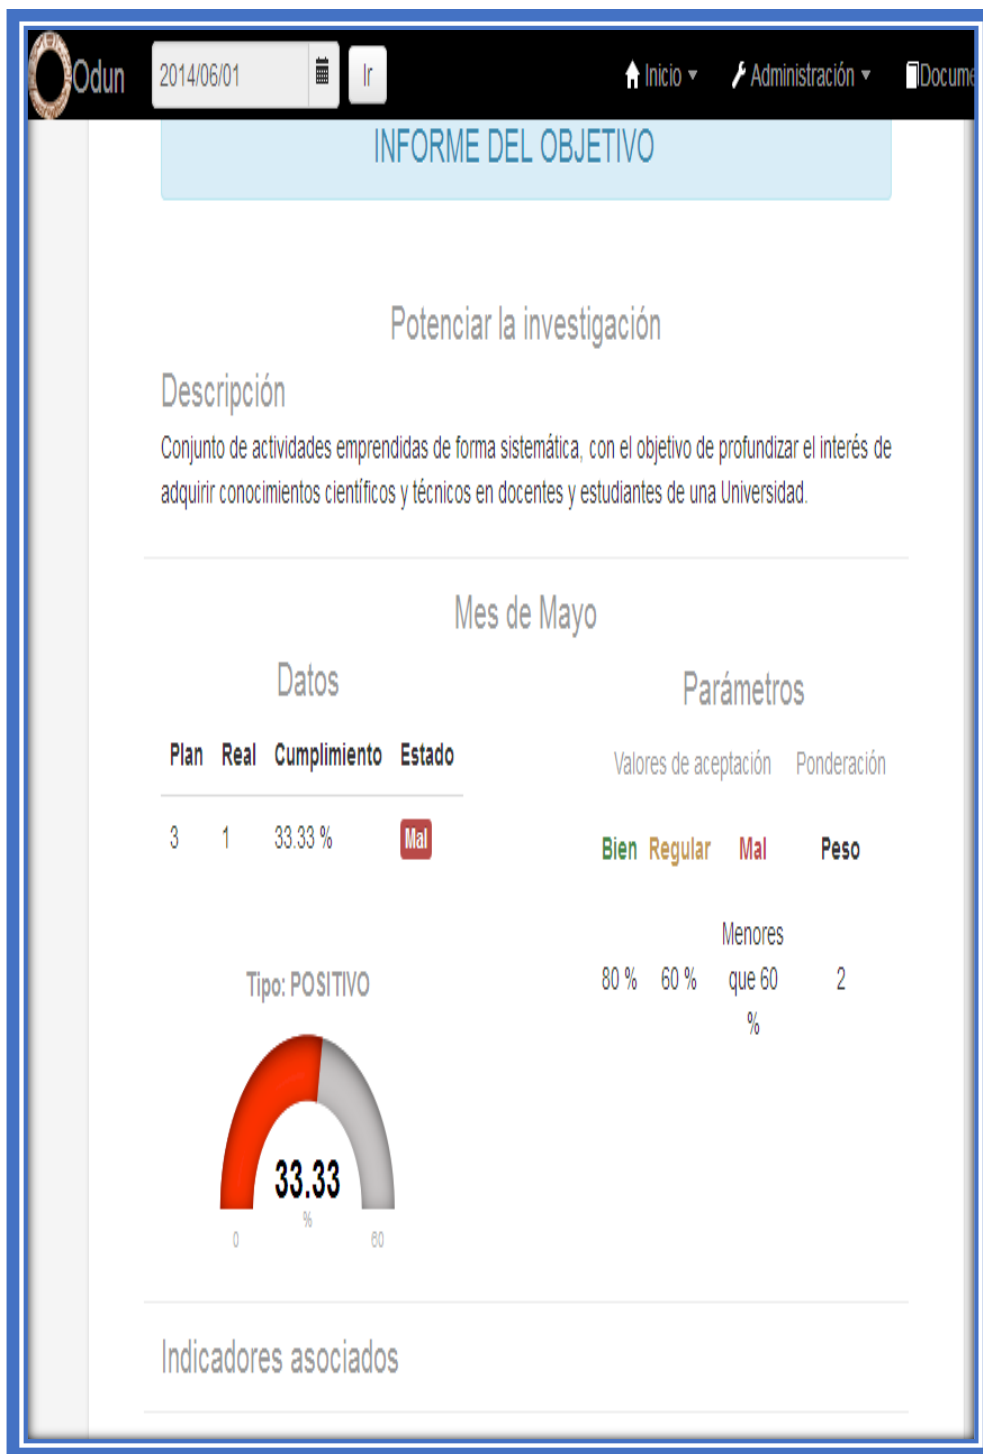 Odun 2014/06/01 Ir Inicio Administración Docume
INFORME DEL OBJETIVO
Potenciar la investigación
Descripción
Conjunto de actividades emprendidas de forma sistemática, con el objetivo de profundizar el interés de
adquirir conocimientos científicos y técnicos en docentes y estudiantes de una Universidad.
Mes de Mayo
Datos
Plan Real Cumplimiento Estado
3 1 33.33 % Mal
Tipo: POSITIVO
33.33
%
0 60
Parámetros
Valores de aceptación Ponderación
Bien Regular Mal Peso
Menores
80 % 60 % que 60 2
%
Indicadores asociados